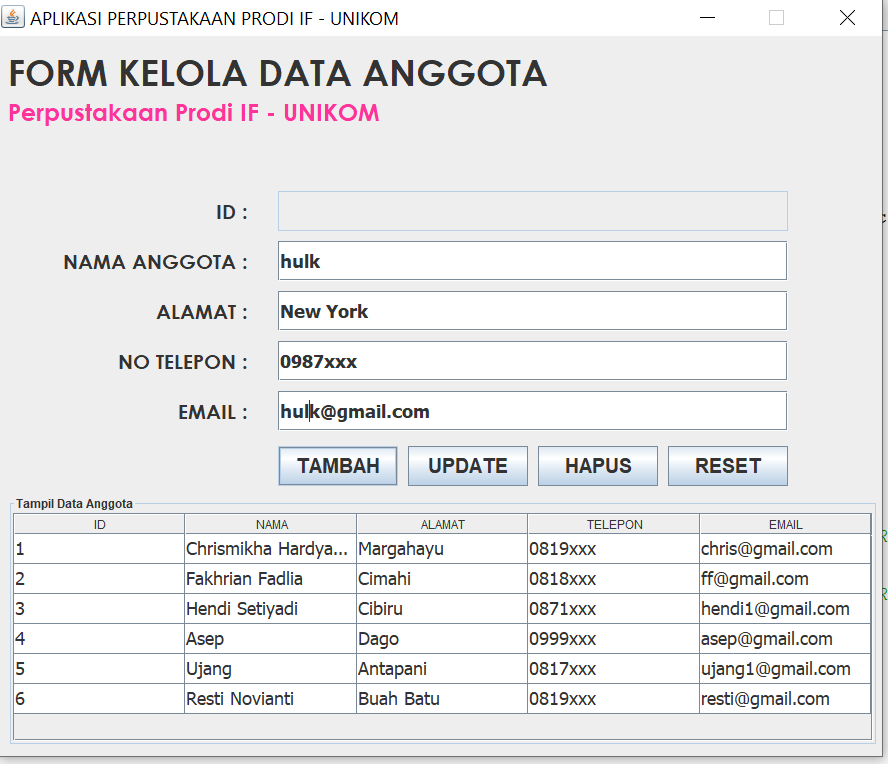 APLIKASI PERPUSTAKAAN PRODI IF - UNIKOM
FORM KELOLA DATA ANGGOTA
Perpustakaan Prodi IF - UNIKOM
ID :
NAMA ANGGOTA : hulk
ALAMAT : New York
NO TELEPON : 0987xxx
EMAIL : hulk@gmail.com
TAMBAH UPDATE HAPUS RESET
Tampil Data Anggota
ID NAMA ALAMAT TELEPON EMAIL
1 Chrismikha Hardya... Margahayu 0819xxx chris@gmail.com
2 Fakhrian Fadlia Cimahi 0818xxx ff@gmail.com
3 Hendi Setiyadi Cibiru 0871xxx hendi1@gmail.com
4 Asep Dago 0999xxx asep@gmail.com
5 Ujang Antapani 0817xxx ujang1@gmail.com
6 Resti Novianti Buah Batu 0819xxx resti@gmail.com